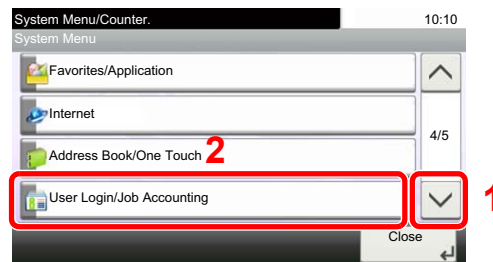 System Menu/Counter. 10:10
System Menu
Favorites/Application
Internet
4/5
Address Book/One Touch 2
User Login/Job Accounting
1
Close